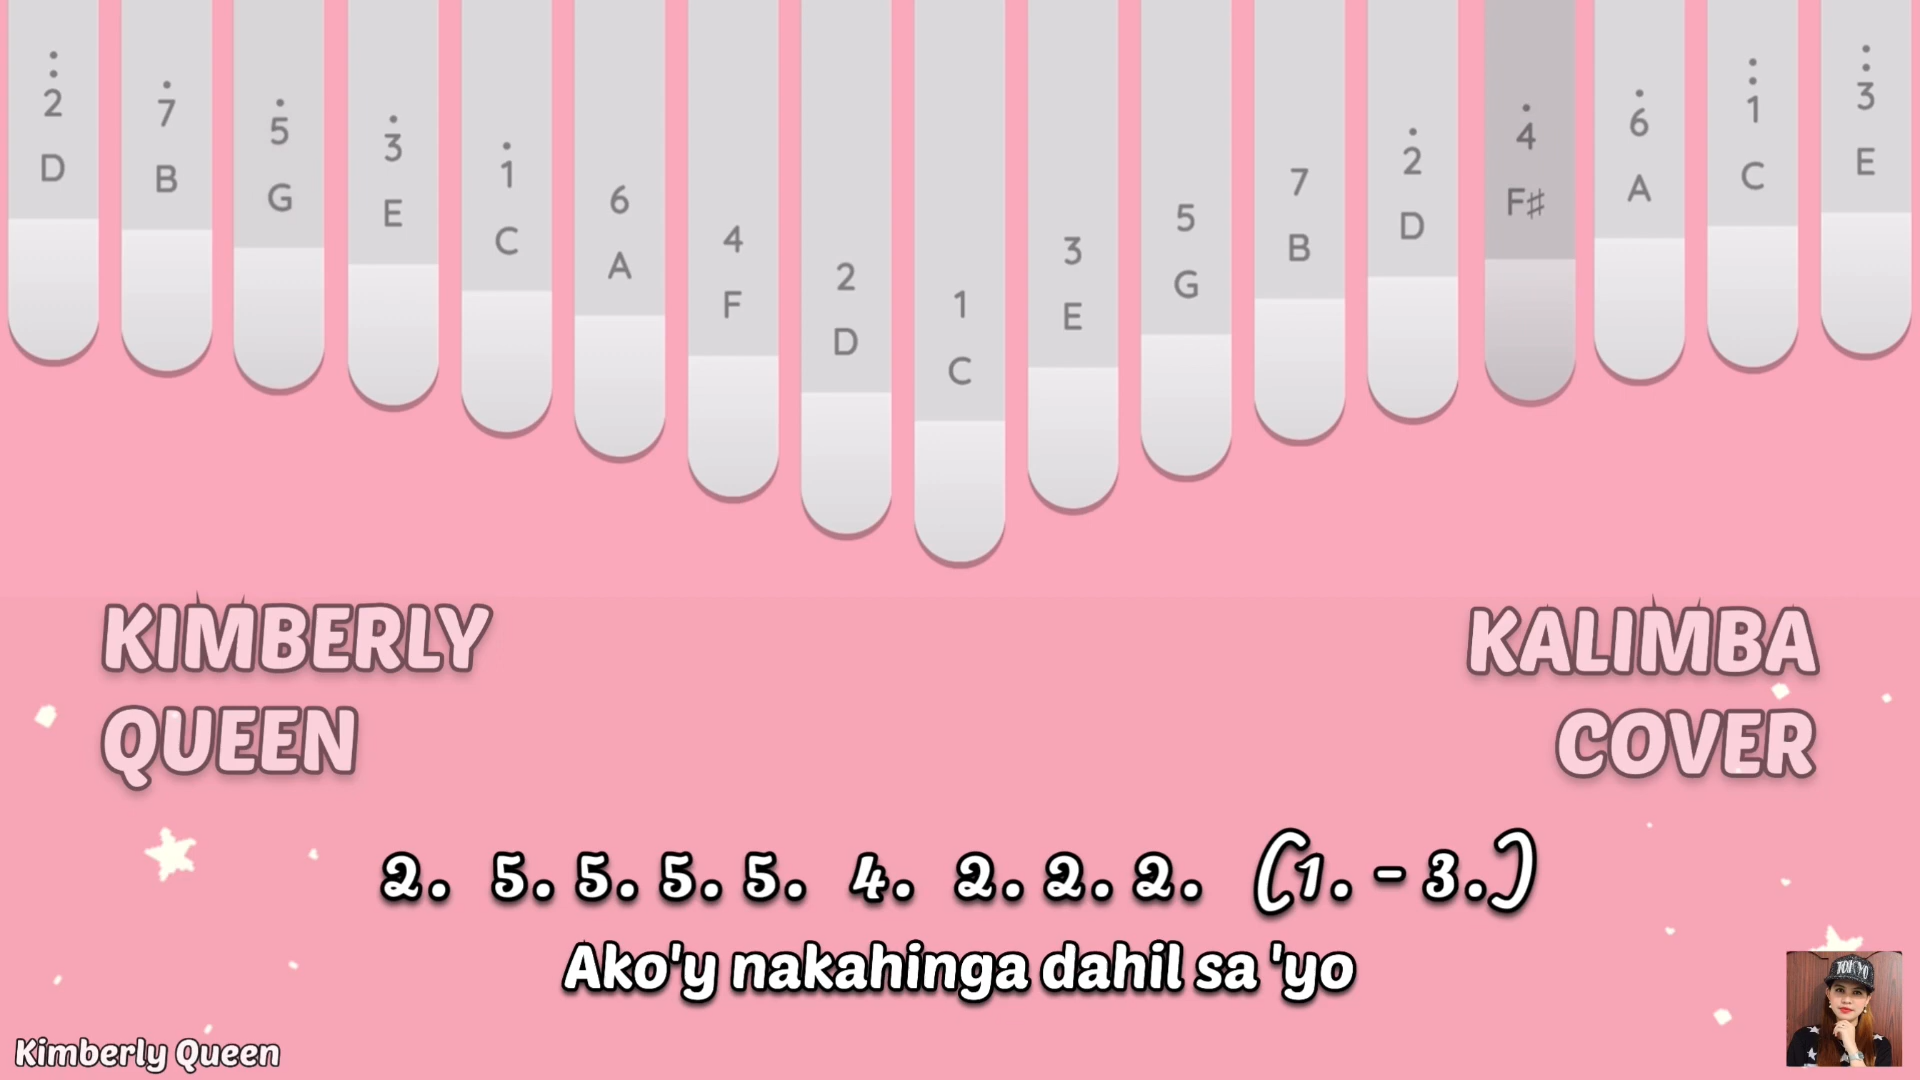 2 7 5 3 1 6 4 2 1 3 5 7 2 4 6 1 3
D B G E C A F D C E G B D F♯ A C E
KIMBERLY
QUEEN
KALIMBA
COVER
2. 5. 5. 5. 5. 4. 2. 2. 2. (1. - 3.)
Ako'y nakahinga dahil sa 'yo
Kimberly Queen